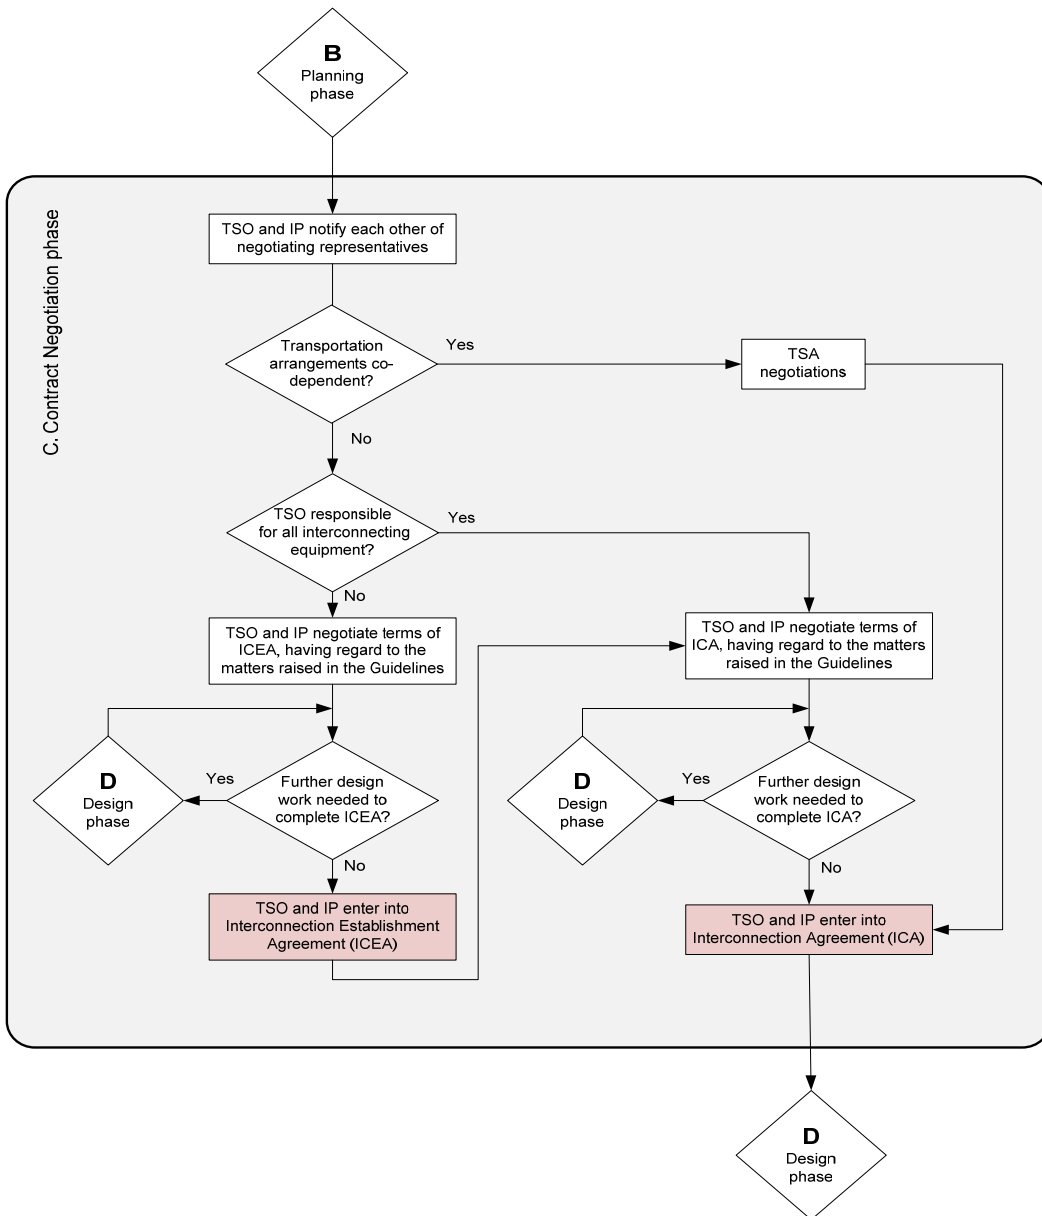 B
Planning
phase
C. Contract Negotiation phase
TSO and IP notify each other of
negotiating representatives
Transportation
arrangements co-
dependent?
Yes
TSA
negotiations
No
TSO responsible
for all interconnecting
equipment?
Yes
No
TSO and IP negotiate terms of
ICEA, having regard to the
matters raised in the Guidelines
TSO and IP negotiate terms of
ICA, having regard to the matters
raised in the Guidelines
D
Design
phase
Yes
Further design
work needed to
complete ICEA?
No
D
Design
phase
Yes
Further design
work needed to
complete ICA?
No
TSO and IP enter into
Interconnection Establishment
Agreement (ICEA)
TSO and IP enter into
Interconnection Agreement (ICA)
D
Design
phase